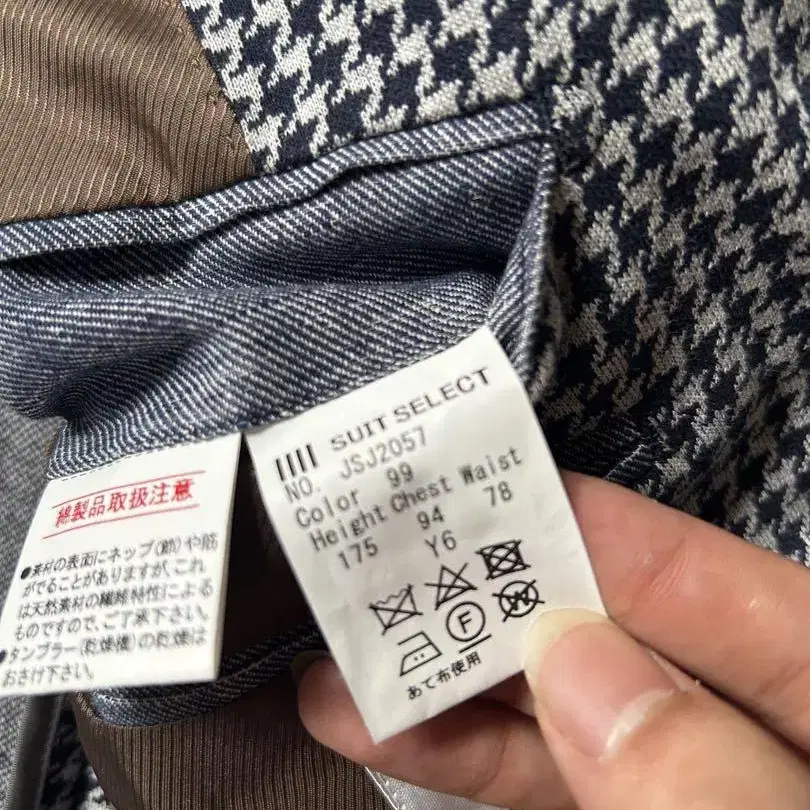 綿製品取扱注意
●素材の表面にネップ(節)や筋
がでることがありますが、これ
は天然素材の繊維特性による
ものですので、ご了承下さい。
●タンブラー(乾燥機)の乾燥は
おさけ下さい。
SUIT SELECT
NO. JSJ2057
Color 99
Height Chest Waist
175 94 78
Y6
F
W
あて布使用